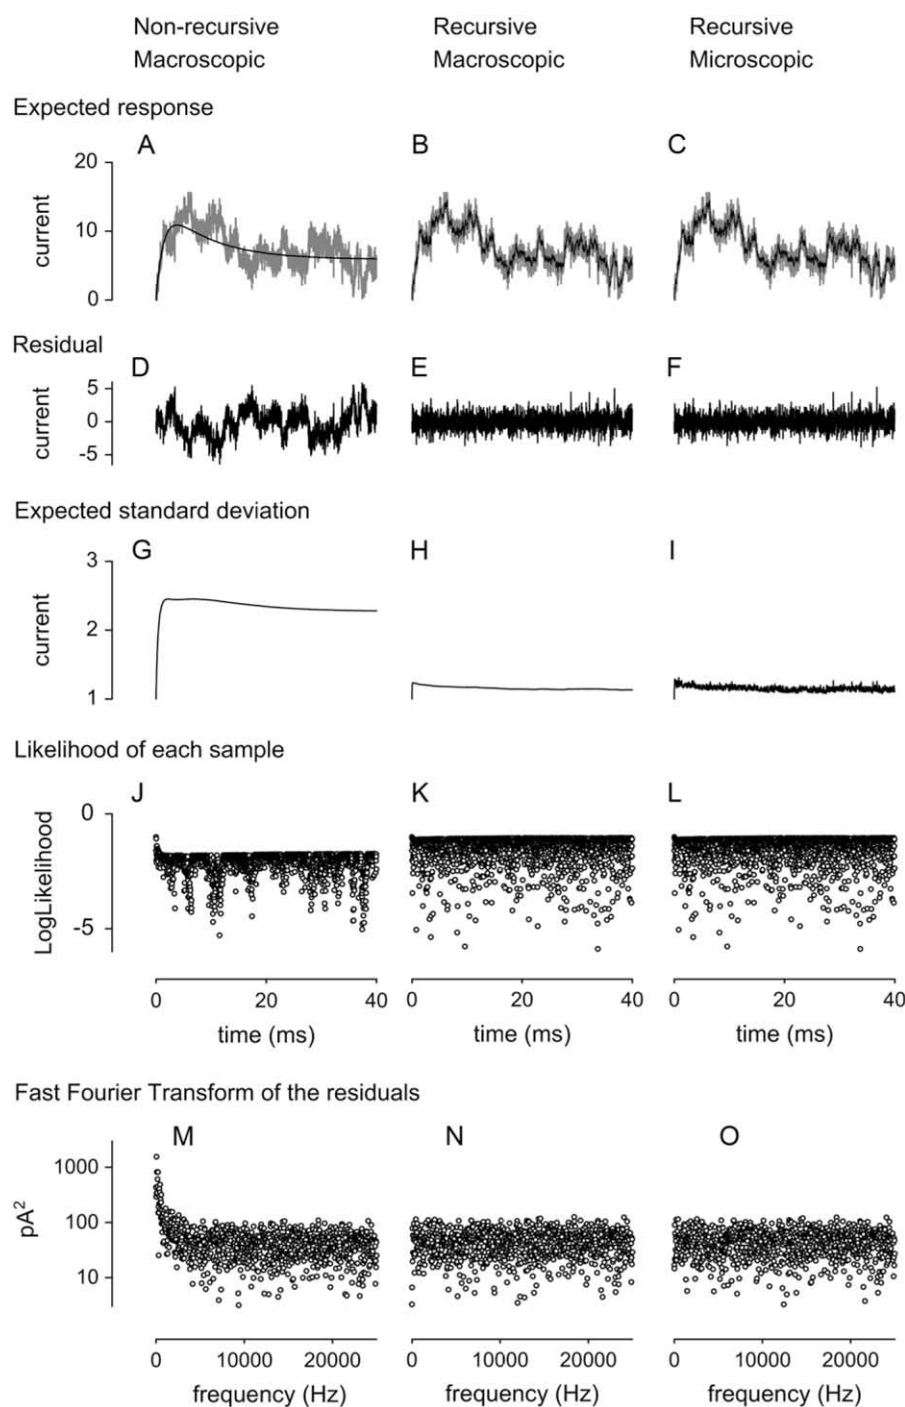 Non-recursive Recursive Recursive
Macroscopic Macroscopic Microscopic
Expected response
A B C
20
10
0
current
Residual
D E F
5
0
-5
current
Expected standard deviation
G H I
3
2
1
current
Likelihood of each sample
J K L
0
-5
LogLikelihood
0 20 40 0 20 40 0 20 40
time (ms) time (ms) time (ms)
Fast Fourier Transform of the residuals
M N O
1000
100
10
pA²
0 10000 20000 0 10000 20000 0 10000 20000
frequency (Hz) frequency (Hz) frequency (Hz)